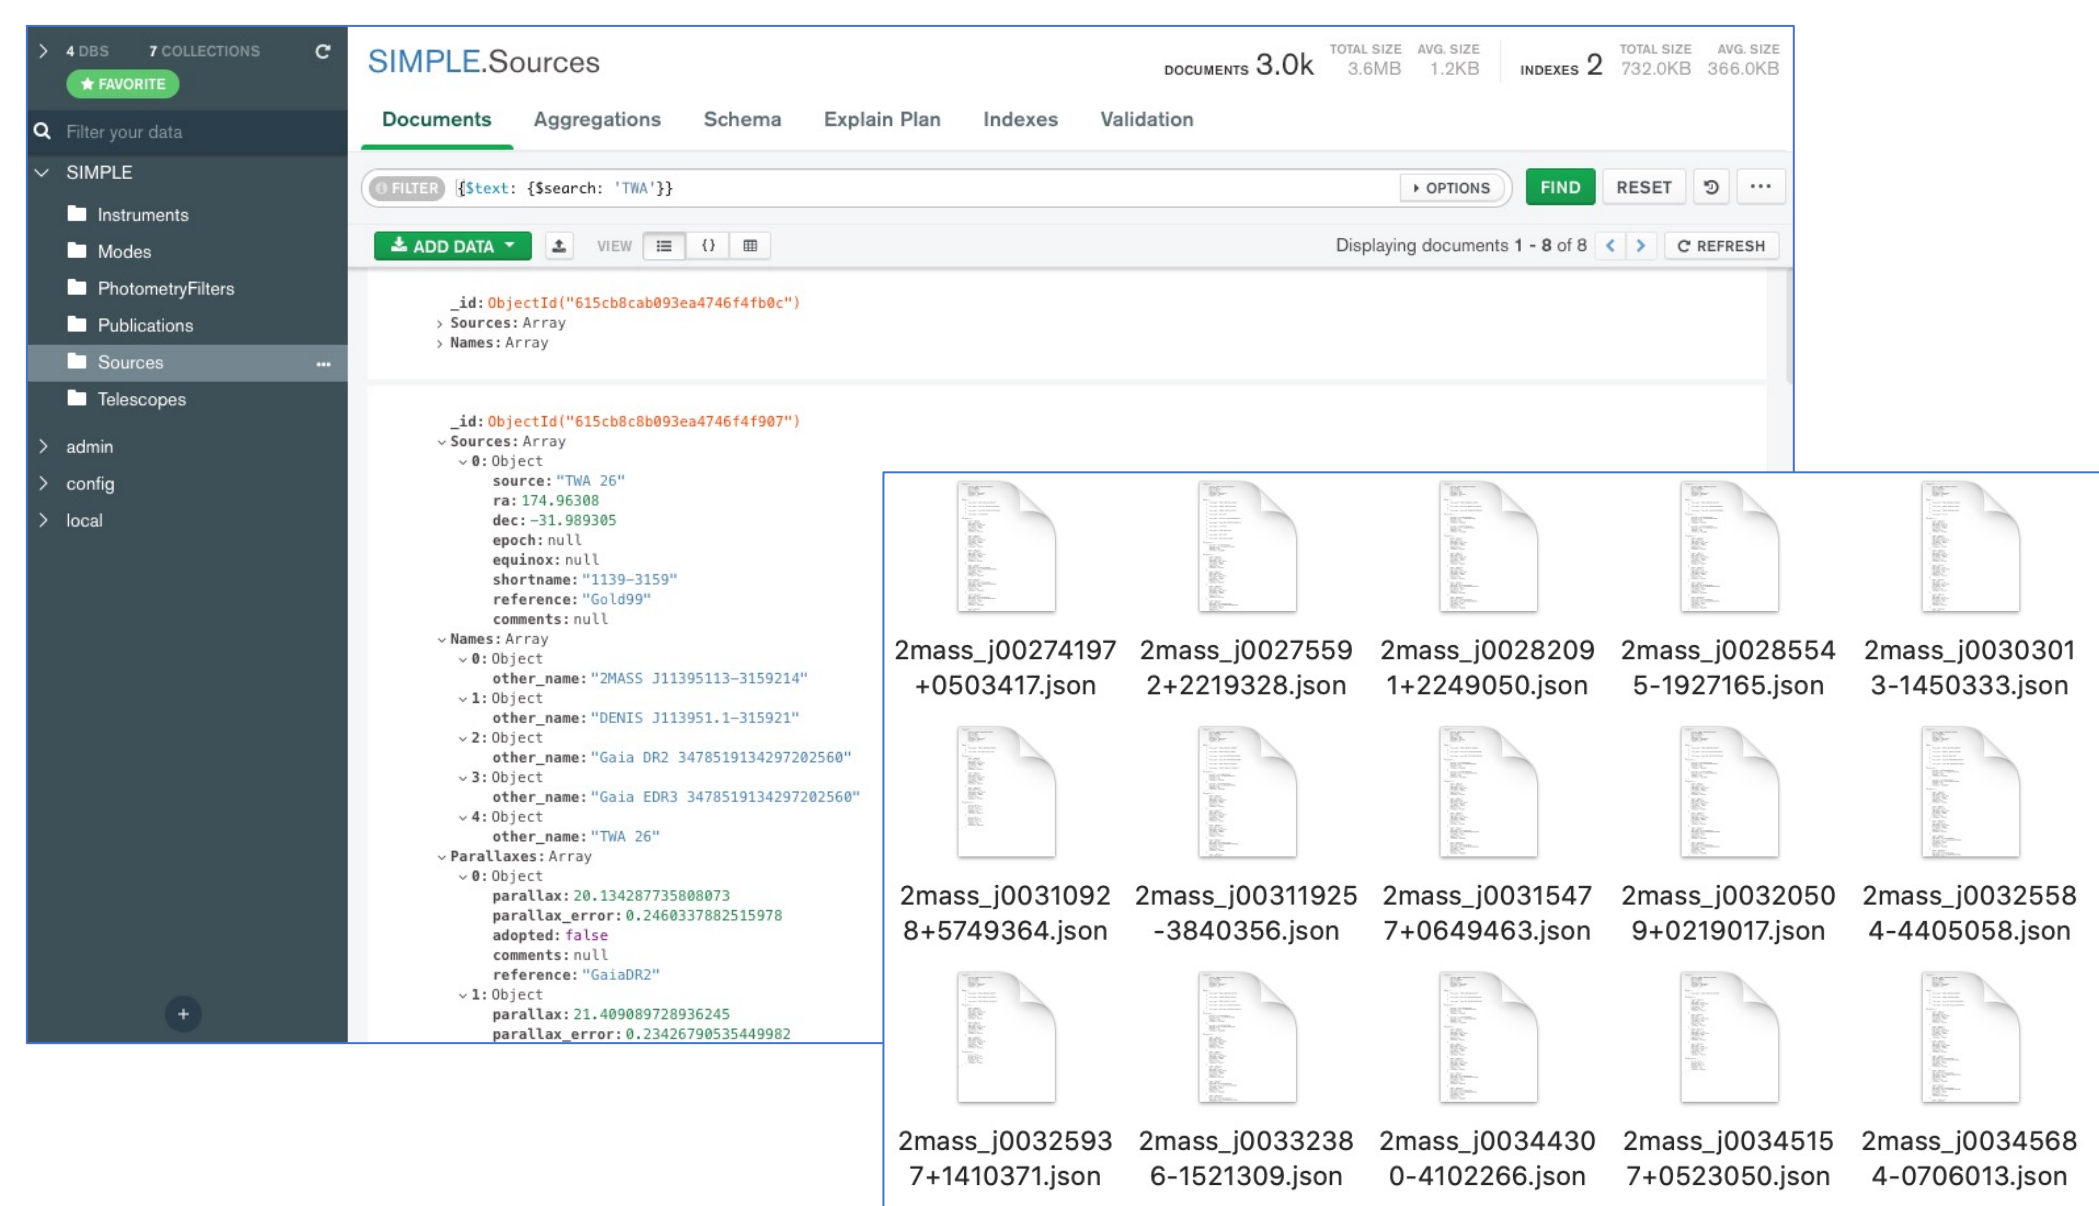 4 DBS 7 COLLECTIONS
FAVORITE
Filter your data
SIMPLE
Instruments
Modes
PhotometryFilters
Publications
Sources
Telescopes
admin
config
local
SIMPLE.Sources
DOCUMENTS 3.0k TOTAL SIZE 3.6MB AVG. SIZE 1.2KB INDEXES 2 TOTAL SIZE 732.0KB AVG. SIZE 366.0KB
Documents Aggregations Schema Explain Plan Indexes Validation
FILTER {$text: {$search: 'TWA'}} OPTIONS FIND RESET
ADD DATA VIEW {} Displaying documents 1 - 8 of 8 REFRESH
_id: ObjectId("615cb8cab093ea4746f4fb0c")
Sources: Array
Names: Array
_id: ObjectId("615cb8c8b093ea4746f4f907")
Sources: Array
0: Object
source: "TWA 26"
ra: 174.96308
dec: -31.989305
epoch: null
equinox: null
shortname: "1139-3159"
reference: "Gold99"
comments: null
Names: Array
0: Object
other_name: "2MASS J11395113-3159214"
1: Object
other_name: "DENIS J113951.1-315921"
2: Object
other_name: "Gaia DR2 3478519134297202560"
3: Object
other_name: "Gaia EDR3 3478519134297202560"
4: Object
other_name: "TWA 26"
Parallaxes: Array
0: Object
parallax: 20.134287735808073
parallax_error: 0.2460337882515978
adopted: false
comments: null
reference: "GaiaDR2"
1: Object
parallax: 21.409089728936245
parallax_error: 0.23426790535449982
2mass_j00274197 2mass_j0027559 2mass_j0028209 2mass_j0028554 2mass_j0030301
+0503417.json 2+2219328.json 1+2249050.json 5-1927165.json 3-1450333.json
2mass_j0031092 2mass_j00311925 2mass_j0031547 2mass_j0032050 2mass_j0032558
8+5749364.json -3840356.json 7+0649463.json 9+0219017.json 4-4405058.json
2mass_j0032593 2mass_j0033238 2mass_j0034430 2mass_j0034515 2mass_j0034568
7+1410371.json 6-1521309.json 0-4102266.json 7+0523050.json 4-0706013.json